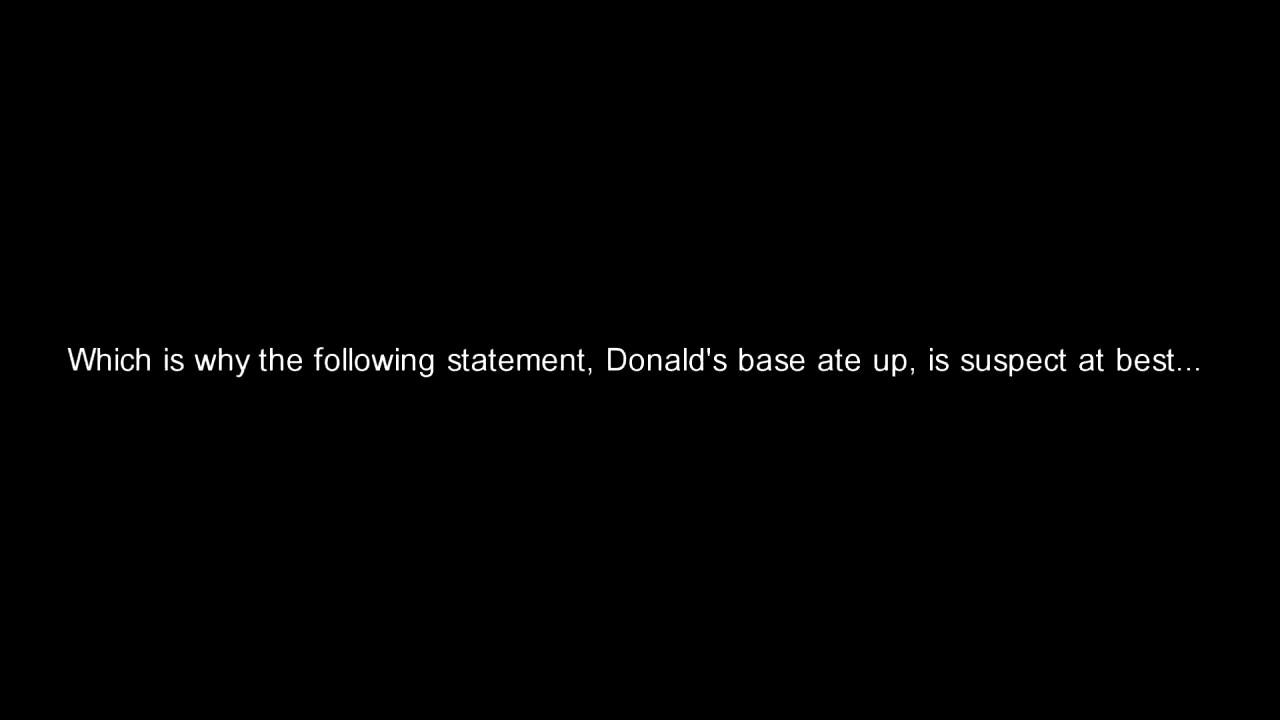 Which is why the following statement, Donald's base ate up, is suspect at best...